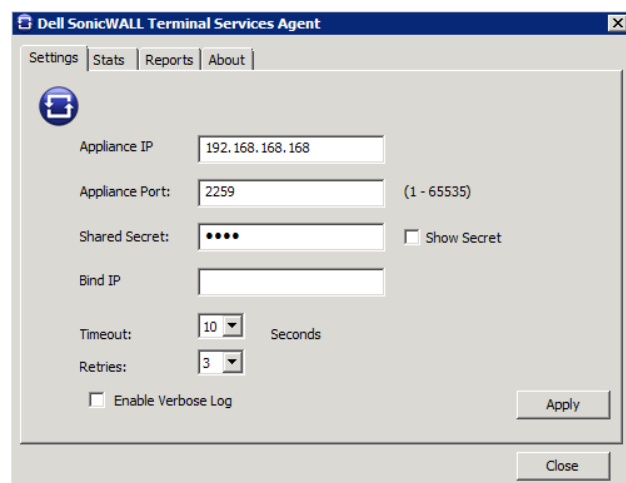 Dell SonicWALL Terminal Services Agent
Settings Stats Reports About
Appliance IP 192.168.168.168
Appliance Port: 2259 (1 - 65535)
Shared Secret: •••• Show Secret
Bind IP
Timeout: 10 Seconds
Retries: 3
Enable Verbose Log Apply
Close